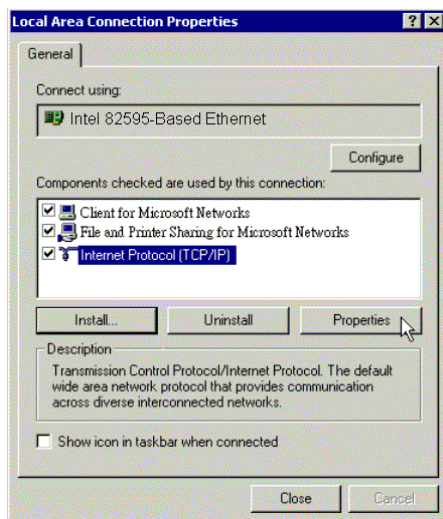 Local Area Connection Properties
General
Connect using:
Intel 82595-Based Ethernet
Configure
Components checked are used by this connection:
Client for Microsoft Networks
File and Printer Sharing for Microsoft Networks
Internet Protocol (TCP/IP)
Install... Uninstall Properties
Description
Transmission Control Protocol/Internet Protocol. The default
wide area network protocol that provides communication
across diverse interconnected networks.
Show icon in taskbar when connected
Close Cancel